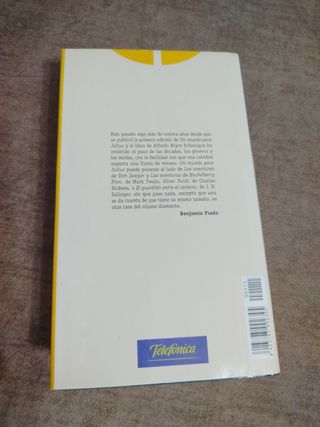 Han pasado algo más de treinta años desde que
se publicó la primera edición de Un mundo para
Julius y el libro de Alfredo Bryce Echenique ha
resistido el paso de las décadas, los géneros y
las modas, con la facilidad con que una catedral
soporta una lluvia de verano. Un mundo para
Julius puede ponerse al lado de Las aventuras
de Tom Sawyer y Las aventuras de Huckelberry
Finn, de Mark Twain, Oliver Twist, de Charles
Dickens, o El guardián entre el centeno, de J. D.
Salinger, sin que pase nada, excepto que uno
se da cuenta de que tiene su mismo tamaño, es
otra cara del mismo diamante.
Benjamín Prado
Telefónica